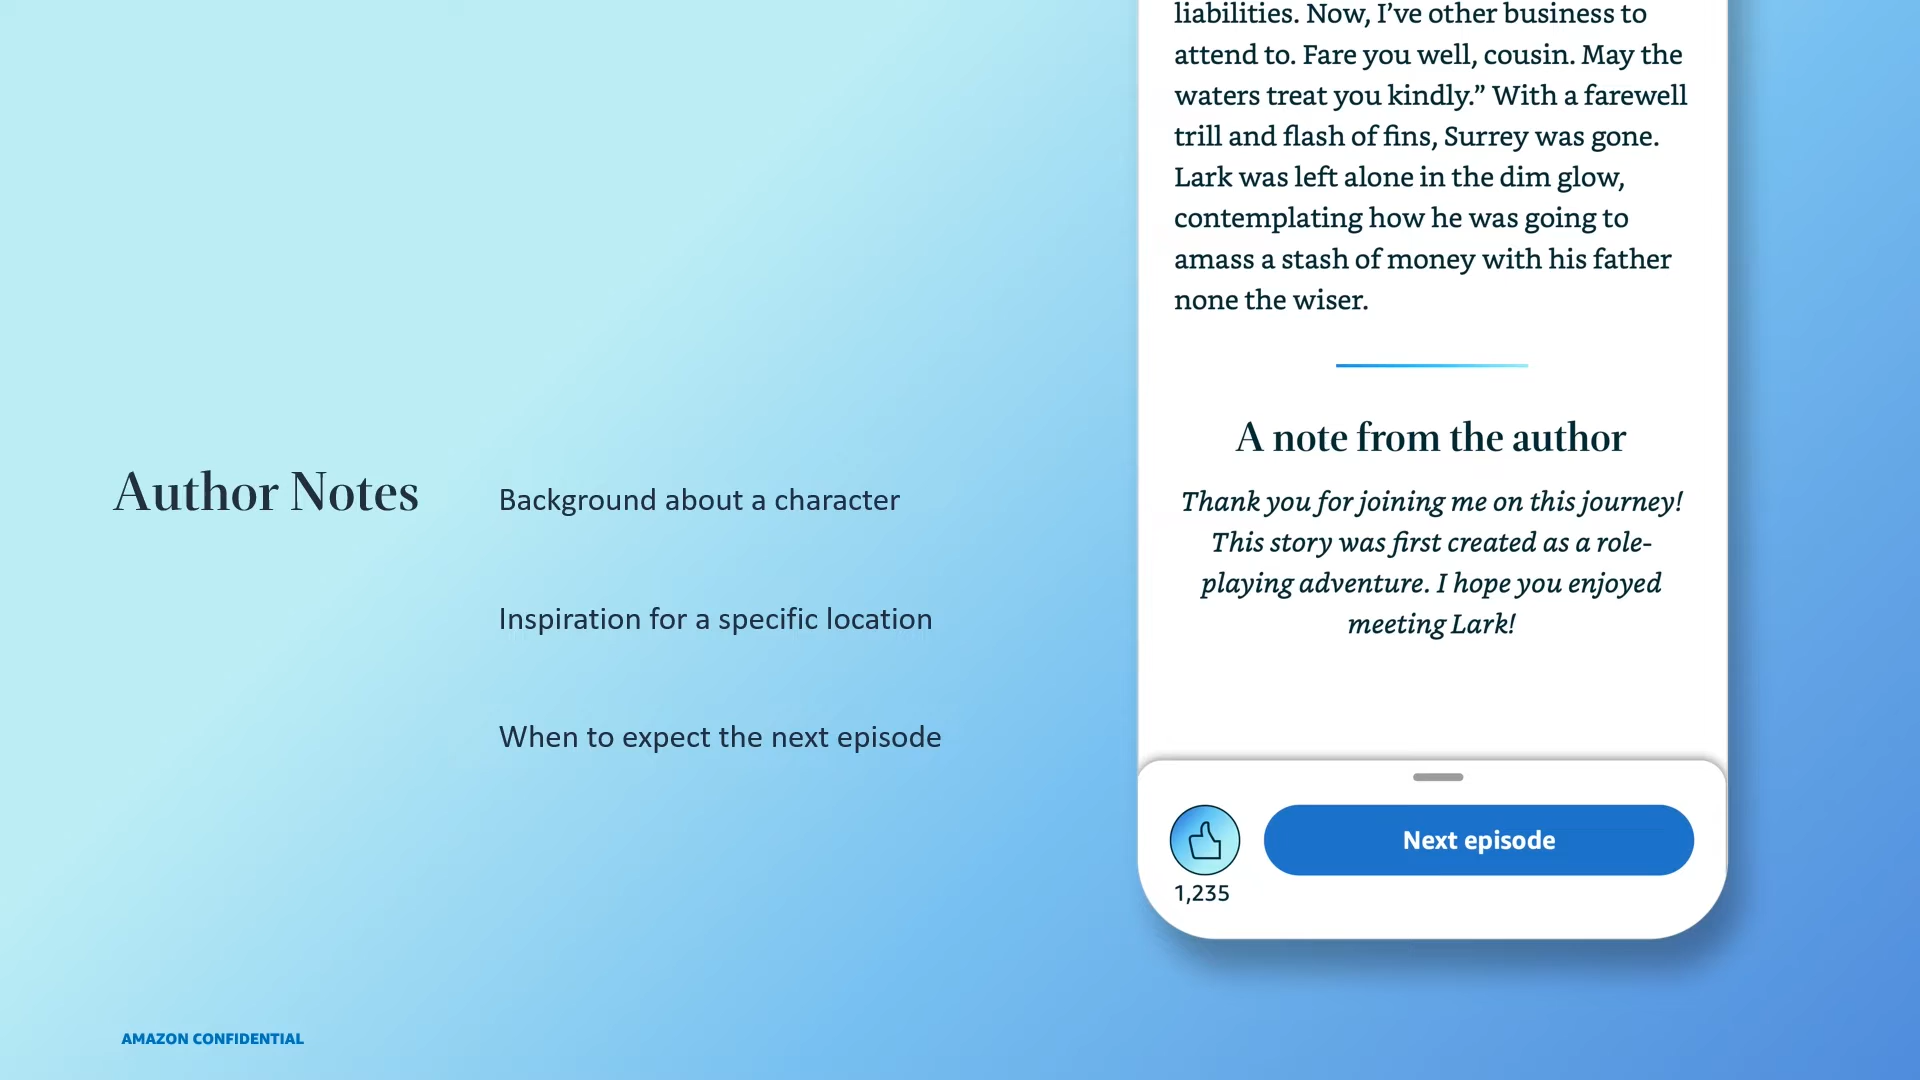 Author Notes
Background about a character
Inspiration for a specific location
When to expect the next episode
AMAZON CONFIDENTIAL
liabilities. Now, I’ve other business to
attend to. Fare you well, cousin. May the
waters treat you kindly.” With a farewell
trill and flash of fins, Surrey was gone.
Lark was left alone in the dim glow,
contemplating how he was going to
amass a stash of money with his father
none the wiser.
A note from the author
Thank you for joining me on this journey!
This story was first created as a role-
playing adventure. I hope you enjoyed
meeting Lark!
Next episode
1,235